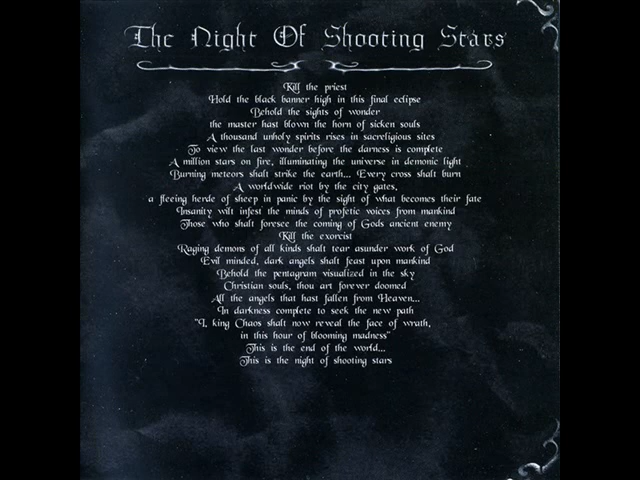 The Night Of Shooting Stars
Kill the priest
Hold the black banner high in this final eclipse
Behold the sights of wonder
the master hast blown the horn of sicken souls
A thousand unholy spirits rises in sacreligious sites
To view the last wonder before the darness is complete
A million stars on fire, illuminating the universe in demonic light
Burning meteors shalt strike the earth... Every cross shalt burn
A worldwide riot by the city gates,
a fleeing herde of sheep in panic by the sight of what becomes their fate
Insanity wilt infest the minds of profetic voices from mankind
Those who shalt foresee the coming of Gods ancient enemy
Kill the exorcist
Raging demons of all kinds shalt tear asunder work of God
Evil minded, dark angels shalt feast upon mankind
Behold the pentagram visualized in the sky
Christian souls, thou art forever doomed
All the angels that hast fallen from Heaven...
In darkness complete to seek the new path
"I, king Chaos shalt now reveal the face of wrath,
in this hour of blooming madness"
This is the end of the world...
This is the night of shooting stars